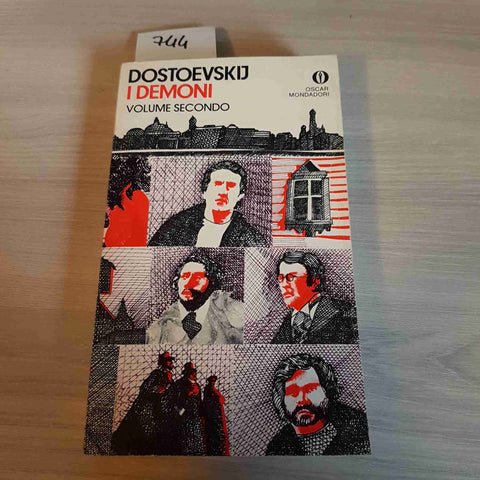 744
DOSTOEVSKIJ
I DEMONI
VOLUME SECONDO
OSCAR
MONDADORI